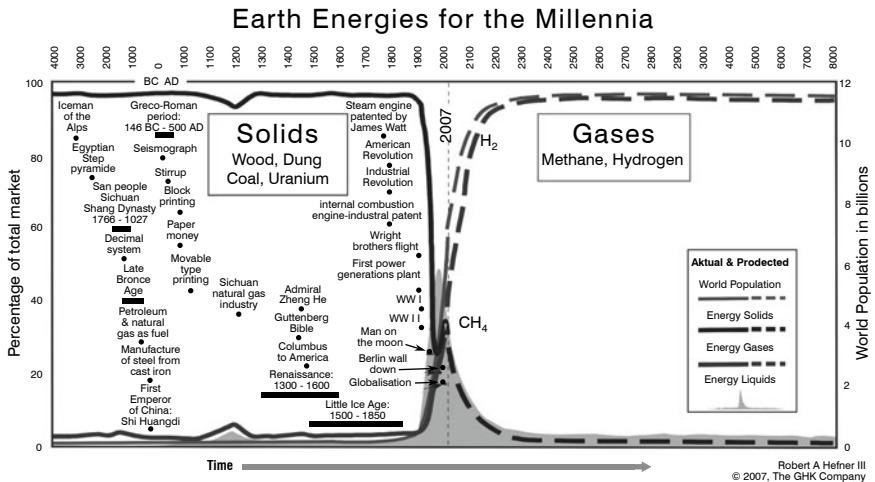 Earth Energies for the Millennia
4000
3000
2000
1000
0
1000
1100
1200
1300
1400
1500
1600
1700
1800
1900
2000
2100
2200
2300
2400
2500
2600
2700
2800
2900
3000
4000
5000
6000
7000
8000
BC AD
Percentage of total market
100
80
60
40
20
0
Iceman
of the
Alps
Egyptian
Step
pyramide
San people
Sichuan
Shang Dynasty
1766 - 1027
Decimal
system
Late
Bronce
Age
Petroleum
& natural
gas as fuel
Manufacture
of steel from
cast iron
First
Emperor
of China:
Shi Huangdi
Greco-Roman
period:
146 BC - 500 AD
Seismograph
Stirrup
Block
printing
Paper
money
Movable
type
printing
Sichuan
natural gas
industry
Solids
Wood, Dung
Coal, Uranium
Admiral
Zheng He
Guttenberg
Bible
Columbus
to America
Renaissance:
1300 - 1600
Little Ice Age:
1500 - 1850
Steam engine
patented by
James Watt
American
Revolution
Industrial
Revolution
internal combustion
engine-industrial patent
Wright
brothers flight
First power
generations plant
WW I
WW I I
Man on
the moon
Berlin wall
down
Globalisation
2007
H2
CH4
Gases
Methane, Hydrogen
Aktual & Prodected
World Population
Energy Solids
Energy Gases
Energy Liquids
12
10
8
6
4
2
0
World Population in billions
Time
Robert A Hefner III
© 2007, The GHK Company